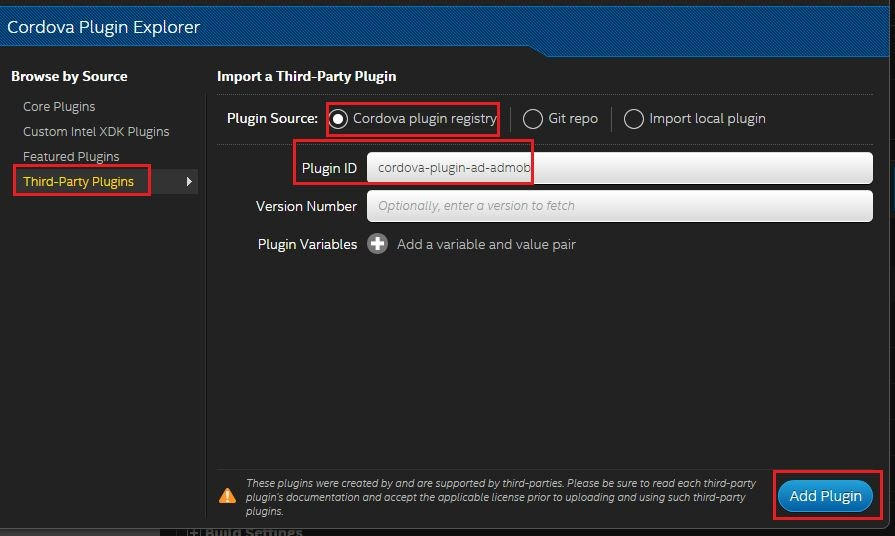 Cordova Plugin Explorer
Browse by Source
Core Plugins
Custom Intel XDK Plugins
Featured Plugins
Third-Party Plugins
Import a Third-Party Plugin
Plugin Source: Cordova plugin registry Git repo Import local plugin
Plugin ID cordova-plugin-ad-admob
Version Number Optionally, enter a version to fetch
Plugin Variables Add a variable and value pair
These plugins were created by and are supported by third-parties. Please be sure to read each third-party
plugin's documentation and accept the applicable license prior to uploading and using such third-party
plugins.
Add Plugin
Build Settings